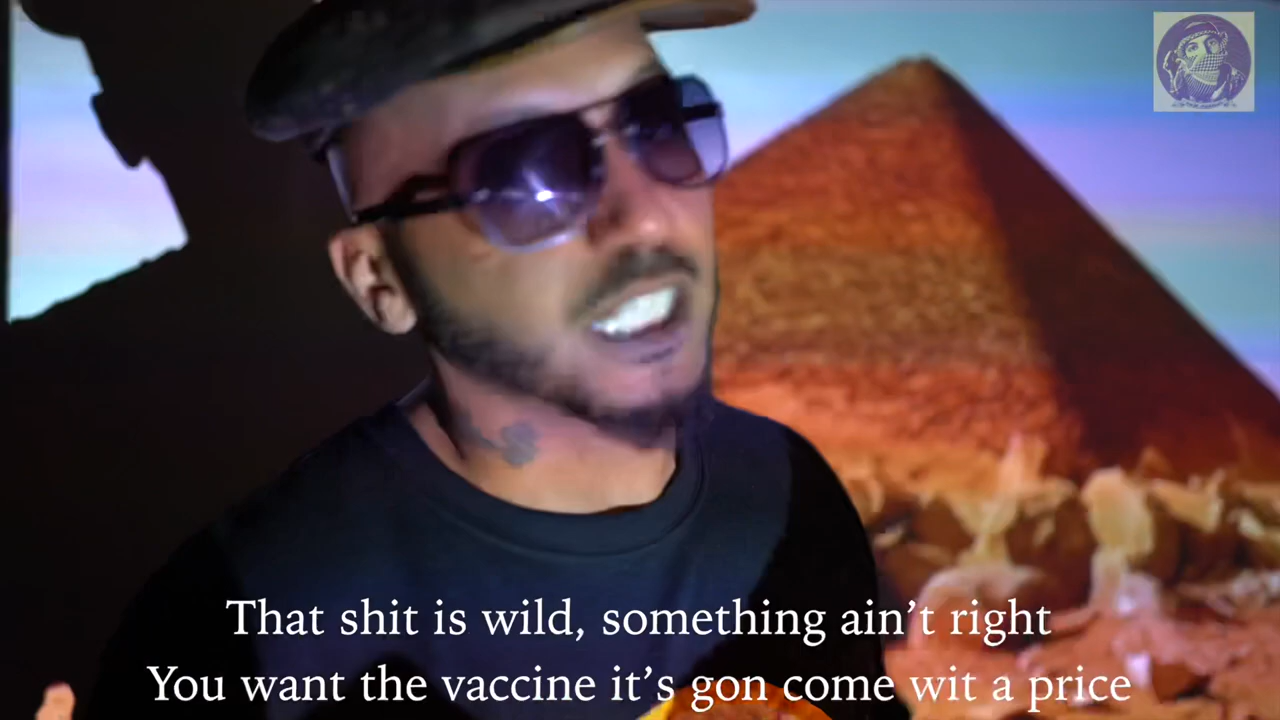 That shit is wild, something ain't right
You want the vaccine it's gon come wit a price